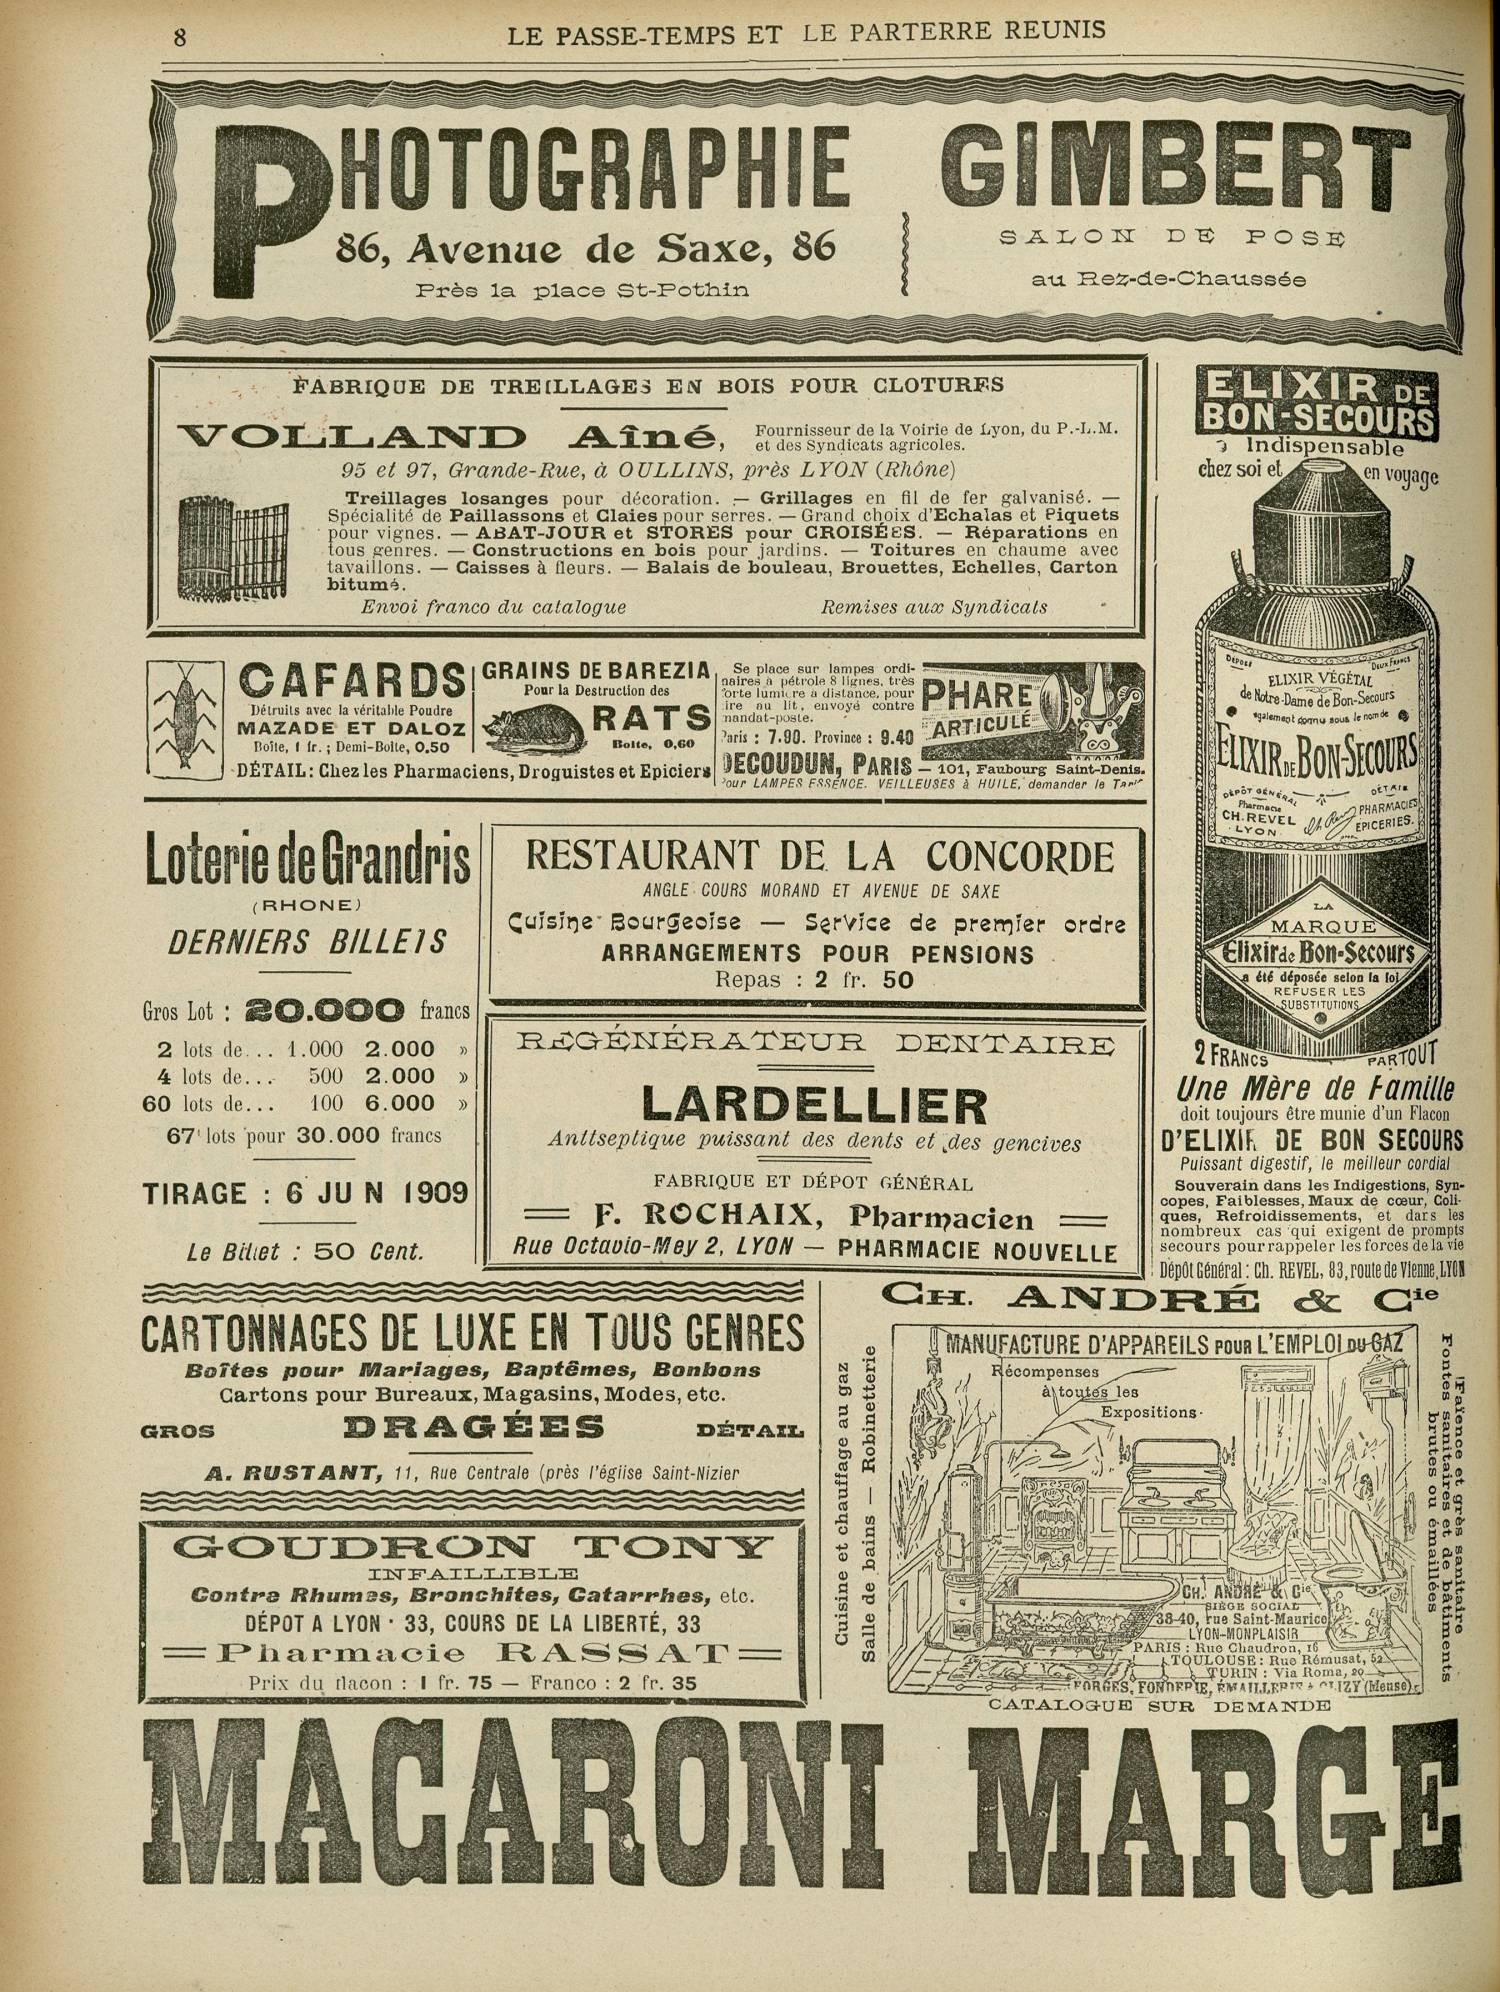 8
LE PASSE-TEMPS ET LE PARTERRE REUNIS
PHOTOGRAPHIE GIMBERT
86, Avenue de Saxe, 86
Près la place St-Pothin
SALON DE POSE
au Rez-de-Chaussée
FABRIQUE DE TREILLAGES EN BOIS POUR CLOTURES
VOLLAND Aîné,
Fournisseur de la Voirie de Lyon, du P.-L.M.
et des Syndicats agricoles.
95 et 97, Grande-Rue, à OULLINS, près LYON (Rhône)
Treillages losanges pour décoration. — Grillages en fil de fer galvanisé. —
Spécialité de Paillassons et Claies pour serres. — Grand choix d'Echalas et Piquets
pour vignes. — ABAT-JOUR et STORES pour CROISÉES. — Réparations en
tous genres. — Constructions en bois pour jardins. — Toitures en chaume avec
tavaillons. — Caisses à fleurs. — Balais de bouleau, Brouettes, Echelles, Carton
bitumé.
Envoi franco du catalogue
Remises aux Syndicats
CAFARDS
Détruits avec la véritable Poudre
MAZADE ET DALOZ
Boîte, 1 fr. ; Demi-Boîte, 0.50
GRAINS DE BAREZIA
Pour la Destruction des
RATS
Boîte, 0,60
DÉTAIL: Chez les Pharmaciens, Droguistes et Epiciers
Se place sur lampes ordi-
naires à pétrole 8 lignes, très
forte lumière à distance, pour
lire au lit, envoyé contre
mandat-poste.
Paris : 7.90. Province : 9.40
PHARE
ARTICULÉ
DECOUDUN, PARIS — 101, Faubourg Saint-Denis.
Pour LAMPES ESSENCE, VEILLEUSES à HUILE, demander le Tarif
ELIXIR DE
BON-SECOURS
Indispensable
chez soi et en voyage
DÉPOSÉ
DEUX FRANCS
ELIXIR VÉGÉTAL
de Notre-Dame de Bon-Secours
également connu sous le nom de
ELIXIR DE BON-SECOURS
DÉPÔT GÉNÉRAL
Pharmacie
CH. REVEL
LYON
DÉTAIL
PHARMACIES
EPICERIES.
LA
MARQUE
Elixir de Bon-Secours
a été déposée selon la loi
REFUSER LES
SUBSTITUTIONS
2 FRANCS PARTOUT
Une Mère de Famille
doit toujours être munie d'un Flacon
D'ELIXIR DE BON SECOURS
Puissant digestif, le meilleur cordial
Souverain dans les Indigestions, Syn-
copes, Faiblesses, Maux de cœur, Coli-
ques, Refroidissements, et dars les
nombreux cas qui exigent de prompts
secours pour rappeler les forces de la vie
Dépôt Général : Ch. REVEL, 83, route de Vienne, LYON
Loterie de Grandris
(RHONE)
DERNIERS BILLETS
Gros Lot : 20.000 francs
2 lots de... 1.000 2.000 »
4 lots de... 500 2.000 »
60 lots de... 100 6.000 »
67 lots pour 30.000 francs
TIRAGE : 6 JU N 1909
Le Billet : 50 Cent.
RESTAURANT DE LA CONCORDE
ANGLE COURS MORAND ET AVENUE DE SAXE
Cuisine Bourgeoise — Service de premier ordre
ARRANGEMENTS POUR PENSIONS
Repas : 2 fr. 50
REGÉNÉRATEUR DENTAIRE
LARDELLIER
Antiseptique puissant des dents et des gencives
FABRIQUE ET DÉPOT GÉNÉRAL
F. ROCHAIX, Pharmacien
Rue Octavio-Mey 2, LYON — PHARMACIE NOUVELLE
CARTONNAGES DE LUXE EN TOUS GENRES
Boîtes pour Mariages, Baptêmes, Bonbons
Cartons pour Bureaux, Magasins, Modes, etc.
GROS DRAGÉES DÉTAIL
A. RUSTANT, 11, Rue Centrale (près l'église Saint-Nizier
GOUDRON TONY
INFAILLIBLE
Contre Rhumes, Bronchites, Catarrhes, etc.
DÉPOT A LYON · 33, COURS DE LA LIBERTÉ, 33
Pharmacie RASSAT
Prix du flacon : 1 fr. 75 — Franco : 2 fr. 35
CH. ANDRÉ & Cie
Cuisine et chauffage au gaz
Salle de bains — Robinetterie
MANUFACTURE D'APPAREILS POUR L'EMPLOI DU GAZ
Récompenses
à toutes les
Expositions
CH. ANDRÉ & Cie
SIÈGE SOCIAL
38-40, rue Saint-Maurice
LYON-MONPLAISIR
PARIS : Rue Chaudron, 16
TOULOUSE : Rue Rémusat, 52
TURIN : Via Roma, 20
FORGES, FONDERIE, ÉMAILLERIE à CLIZY (Meuse)
Faïence et grès sanitaire
Fontes sanitaires et de bâtiments
brutes ou émaillées
CATALOGUE SUR DEMANDE
MACARONI MARGE